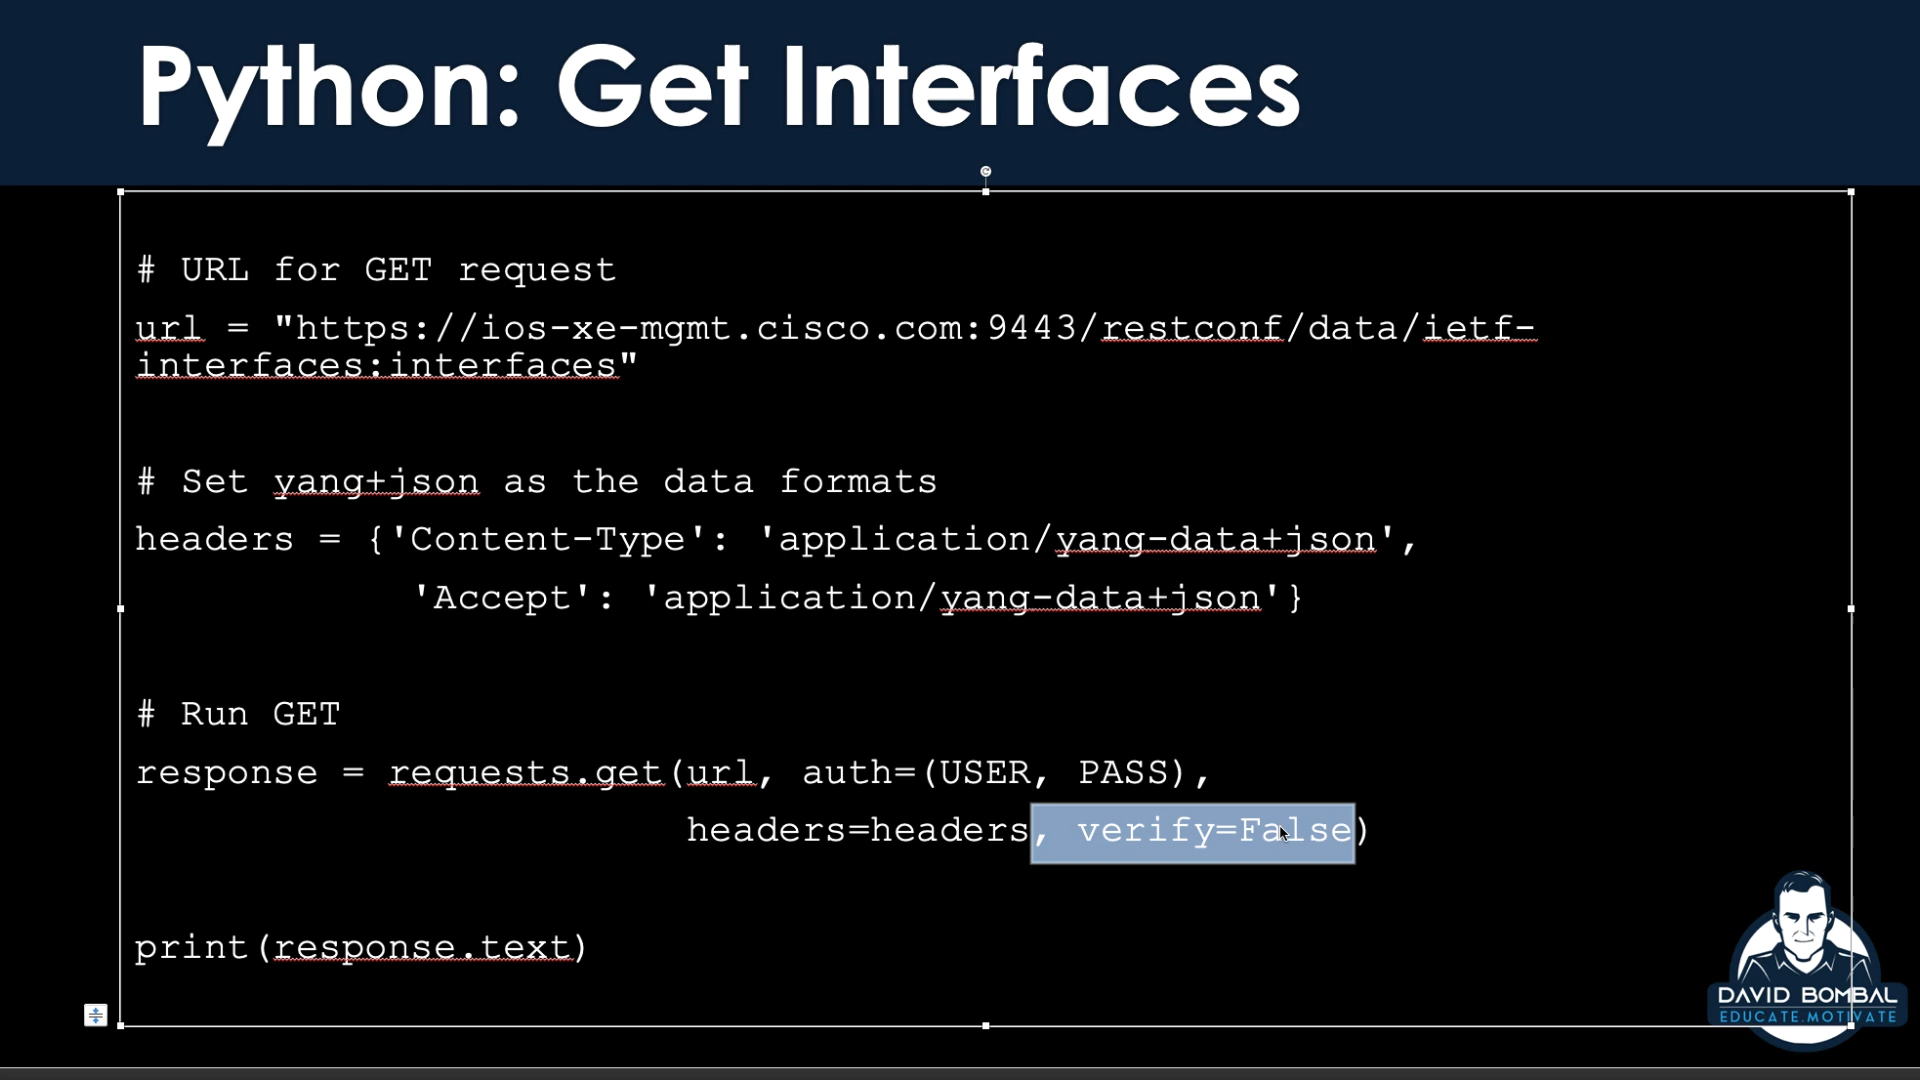 Python: Get Interfaces
# URL for GET request
url = "https://ios-xe-mgmt.cisco.com:9443/restconf/data/ietf-
interfaces:interfaces"
# Set yang+json as the data formats
headers = {'Content-Type': 'application/yang-data+json',
'Accept': 'application/yang-data+json'}
# Run GET
response = requests.get(url, auth=(USER, PASS),
headers=headers, verify=False)
print(response.text)
DAVID BOMBAL
EDUCATE.MOTIVATE